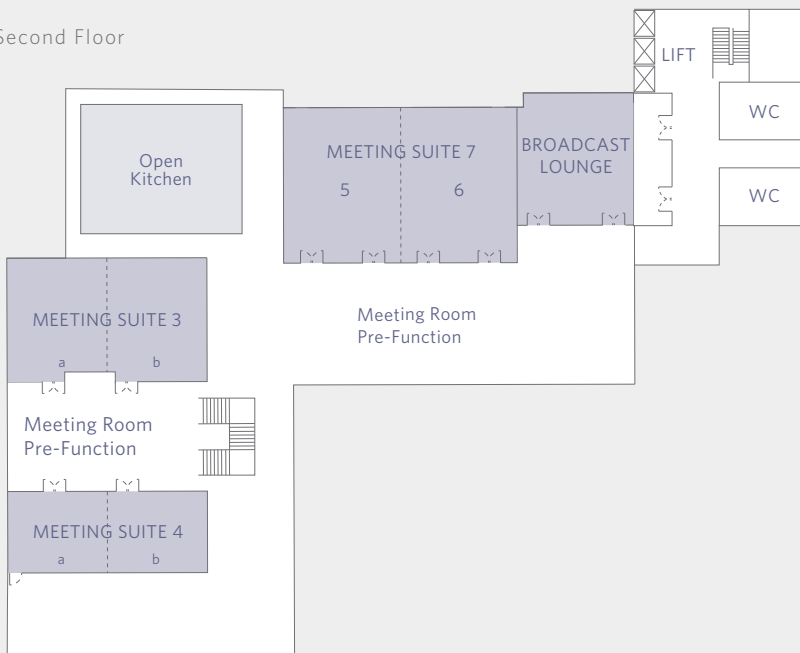 Second Floor
LIFT
WC
WC
Open
Kitchen
MEETING SUITE 7
5
6
BROADCAST
LOUNGE
MEETING SUITE 3
a
b
Meeting Room
Pre-Function
Meeting Room
Pre-Function
MEETING SUITE 4
a
b